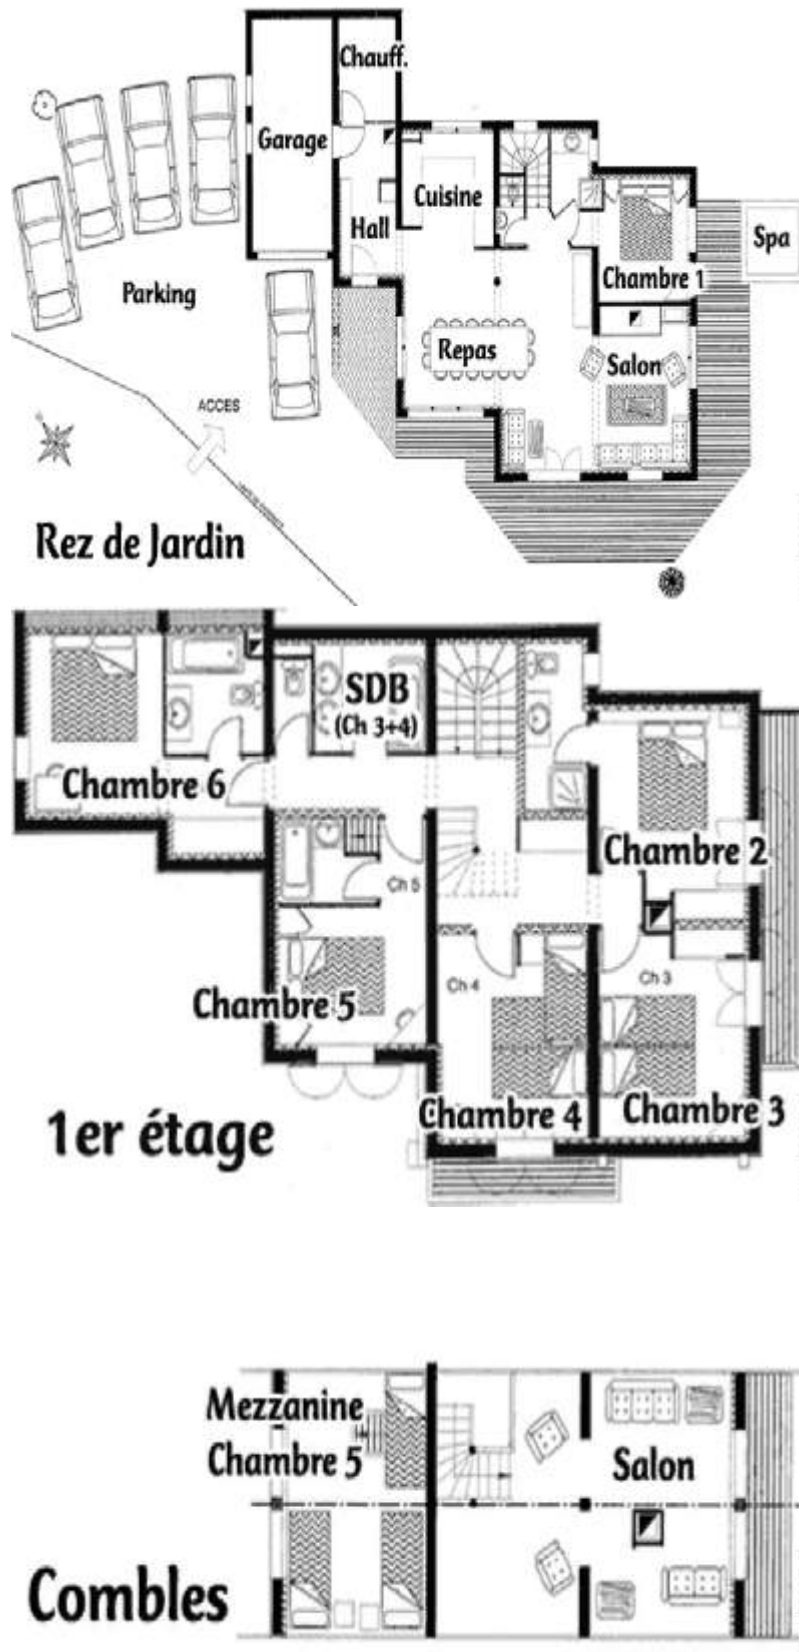 Chauff.
Garage
Cuisine
Hall
Spa
Chambre 1
Parking
Repas
Salon
ACCES
Rez de Jardin
SDB
(Ch 3+4)
Chambre 6
Chambre 2
Ch 5
Ch 4
Ch 3
Chambre 5
Chambre 4
Chambre 3
1er étage
Mezzanine
Chambre 5
Salon
Combles